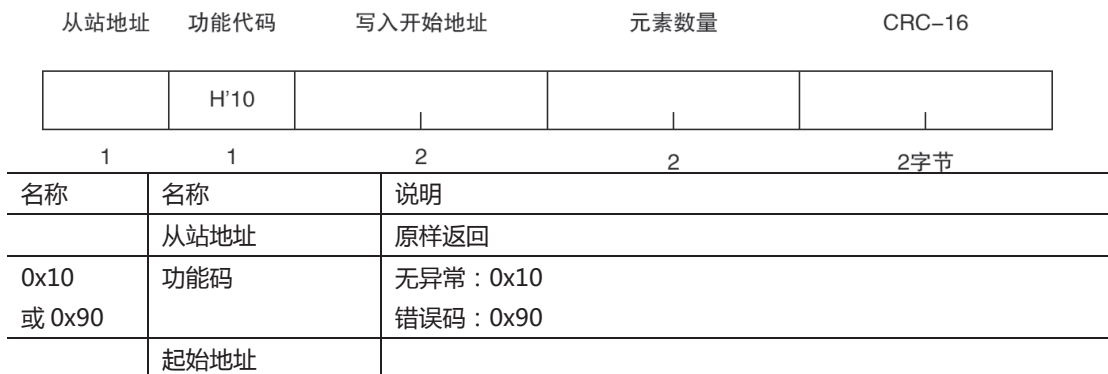 从站地址 功能代码 写入开始地址 元素数量 CRC-16
H'10
1 1 2 2 2字节
名称 名称 说明
从站地址 原样返回
0x10 功能码 无异常：0x10
或 0x90 错误码：0x90
起始地址